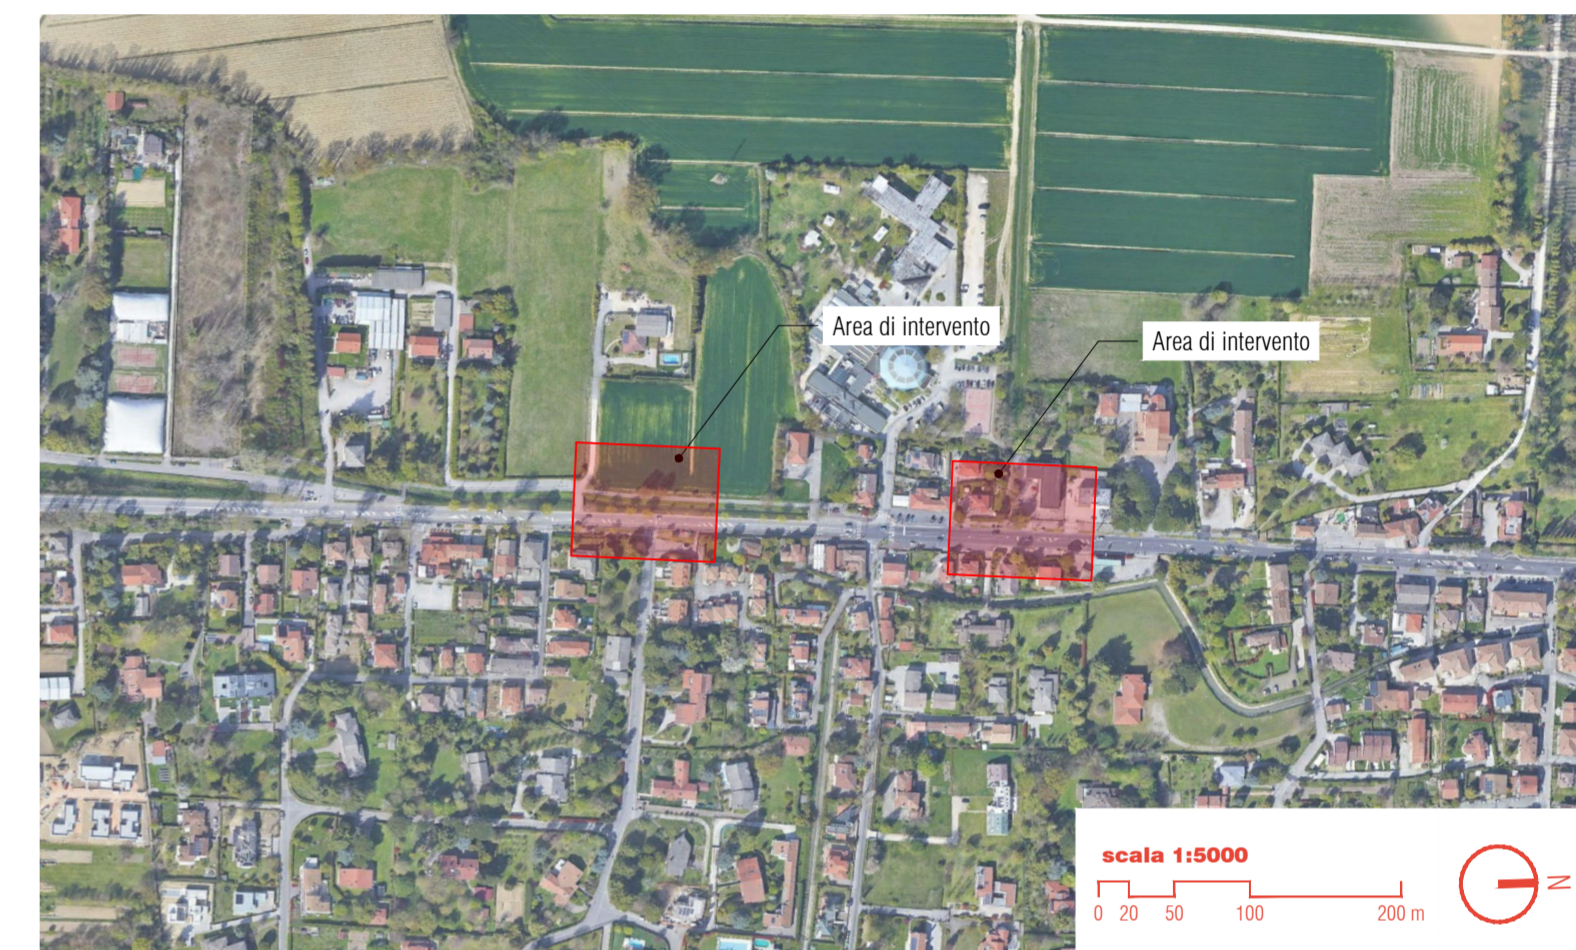 Area di intervento
Area di intervento
scala 1:5000
0 20 50 100 200 m
N